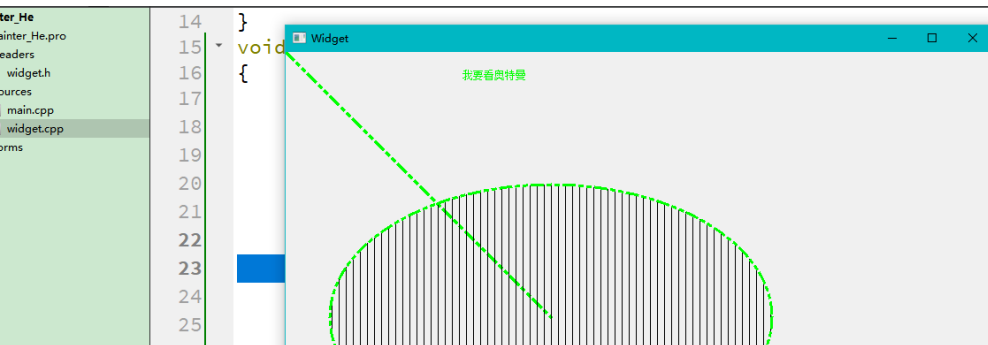 ter_He
ainter_He.pro
eaders
widget.h
ources
main.cpp
widget.cpp
orms
14 }
15 void
16 {
17
18
19
20
21
22
23
24
25
Widget
我要看奥特曼